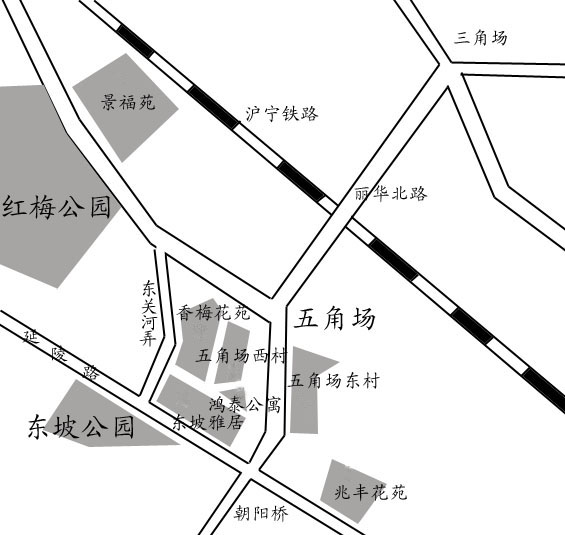 三角场
景福苑
沪宁铁路
丽华北路
红梅公园
东关河弄
香梅花苑
五角场
延陵路
五角场西村
五角场东村
鸿泰公寓
东坡雅居
东坡公园
兆丰花苑
朝阳桥